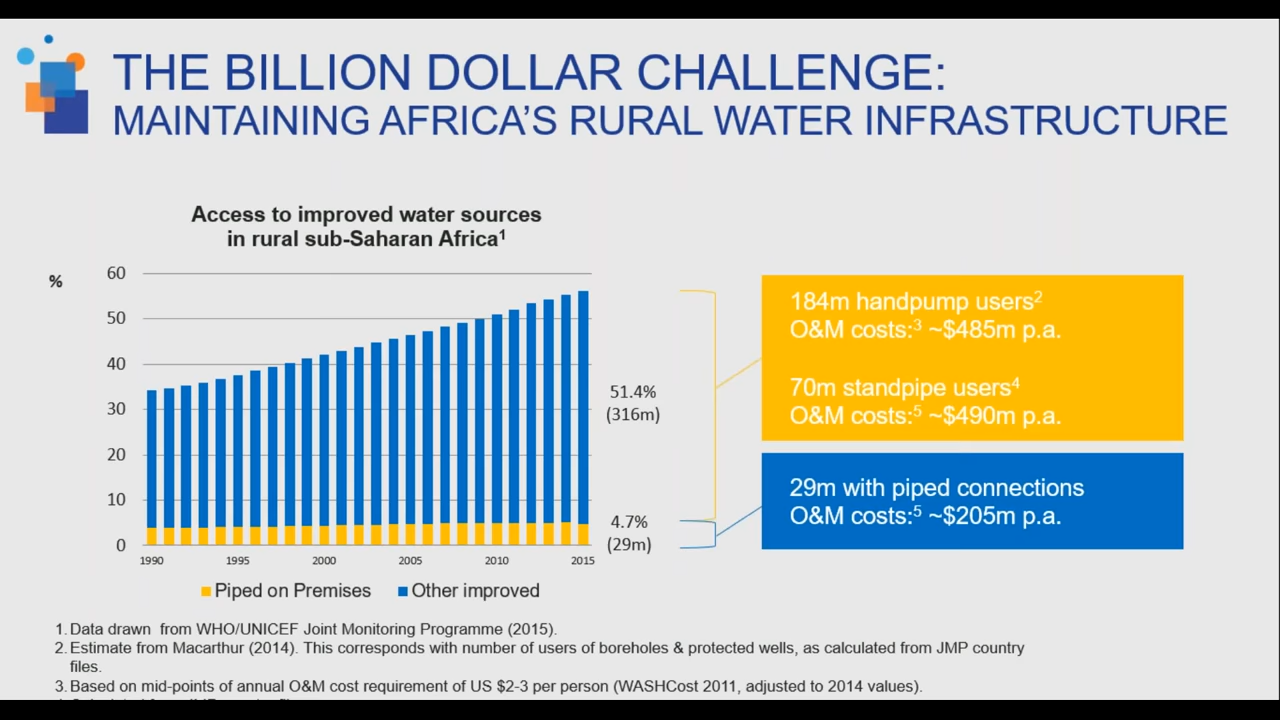 THE BILLION DOLLAR CHALLENGE:
MAINTAINING AFRICA'S RURAL WATER INFRASTRUCTURE
Access to improved water sources
in rural sub-Saharan Africa¹
%
60
50
40
30
20
10
0
1990
1995
2000
2005
2010
2015
Piped on Premises
Other improved
51.4%
(316m)
4.7%
(29m)
184m handpump users²
O&M costs:³ ~$485m p.a.
70m standpipe users⁴
O&M costs:⁵ ~$490m p.a.
29m with piped connections
O&M costs:⁵ ~$205m p.a.
1. Data drawn from WHO/UNICEF Joint Monitoring Programme (2015).
2. Estimate from Macarthur (2014). This corresponds with number of users of boreholes & protected wells, as calculated from JMP country
files.
3. Based on mid-points of annual O&M cost requirement of US $2-3 per person (WASHCost 2011, adjusted to 2014 values).